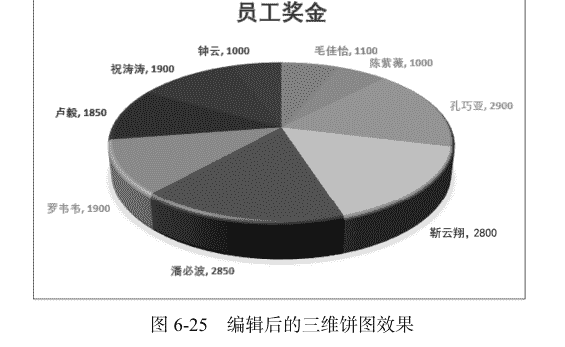 员工奖金
钟云, 1000
毛佳怡, 1100
陈紫薇, 1000
祝涛涛, 1900
孔巧亚, 2900
卢毅, 1850
罗韦韦, 1900
靳云翔, 2800
潘必波, 2850
图 6-25 编辑后的三维饼图效果